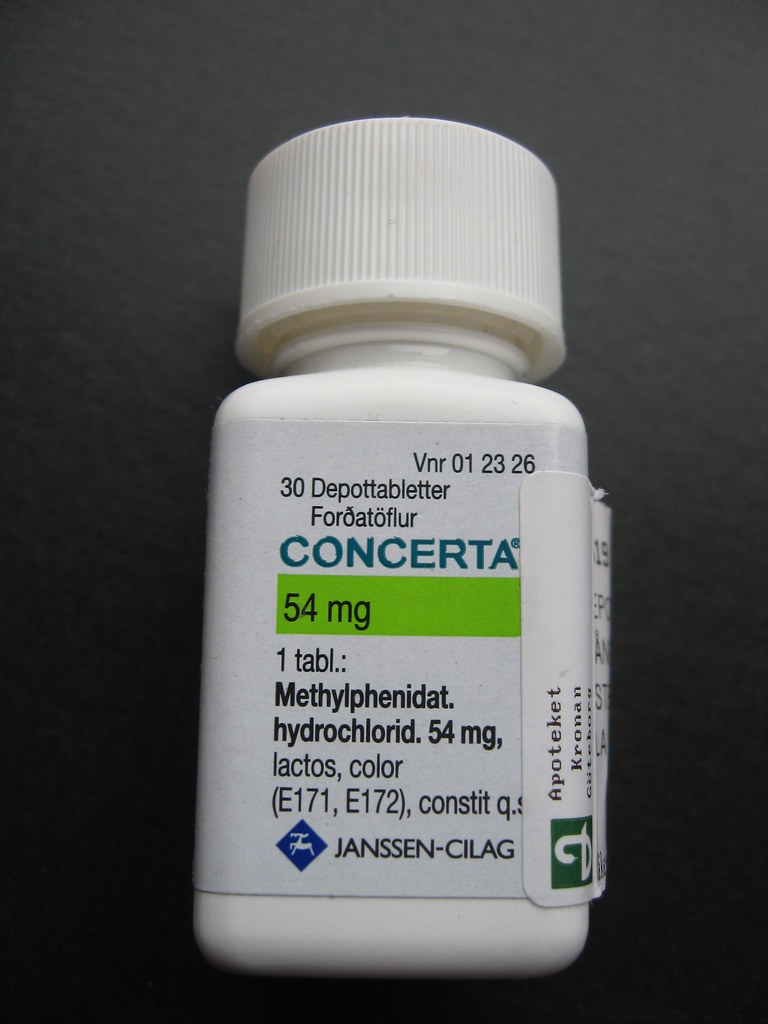 Vnr 01 23 26
30 Depottabletter
Forðatöflur
CONCERTA®
54 mg
1 tabl.:
Methylphenidat.
hydrochlorid. 54 mg,
lactos, color
(E171, E172), constit q.s
JANSSEN-CILAG
Apoteket
Kronan
Göteborg